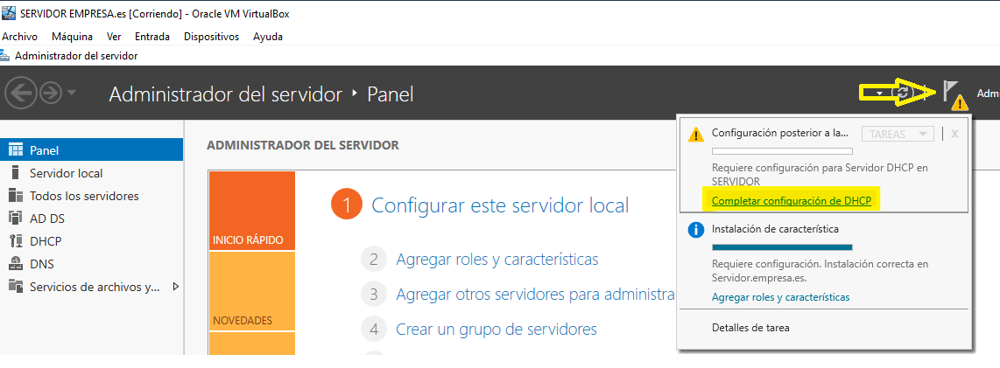 SERVIDOR EMPRESA.es [Corriendo] - Oracle VM VirtualBox
Archivo Máquina Ver Entrada Dispositivos Ayuda
Administrador del servidor
Administrador del servidor ‣ Panel
Adm
Panel
Servidor local
Todos los servidores
AD DS
DHCP
DNS
Servicios de archivos y...
ADMINISTRADOR DEL SERVIDOR
INICIO RÁPIDO
NOVEDADES
1 Configurar este servidor local
2 Agregar roles y características
3 Agregar otros servidores para administra
4 Crear un grupo de servidores
Configuración posterior a la... TAREAS X
Requiere configuración para Servidor DHCP en
SERVIDOR
Completar configuración de DHCP
Instalación de característica
Requiere configuración. Instalación correcta en
Servidor.empresa.es.
Agregar roles y características
Detalles de tarea